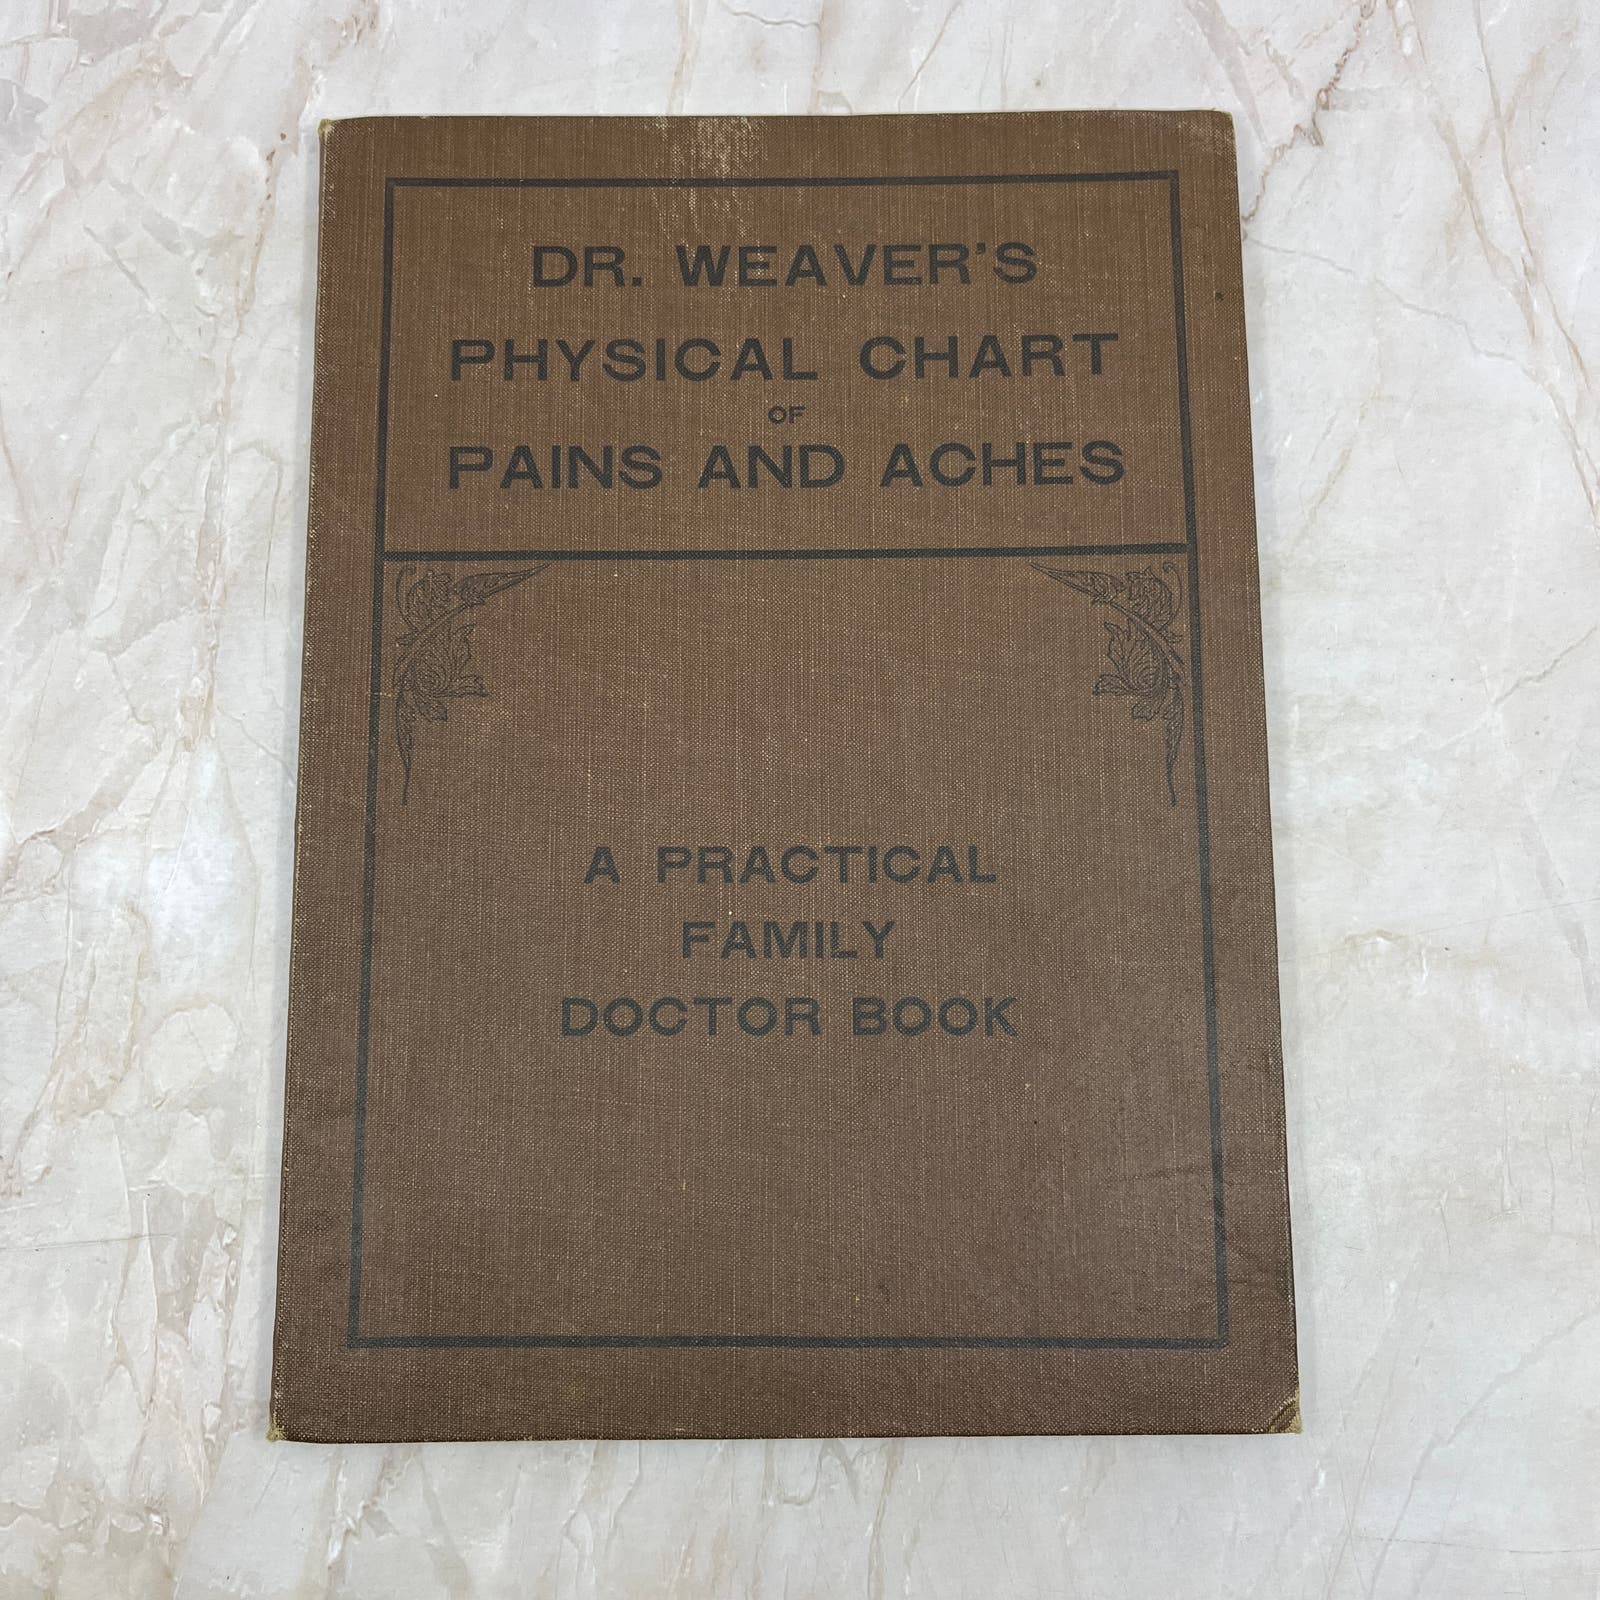 DR. WEAVER'S
PHYSICAL CHART
OF
PAINS AND ACHES
A PRACTICAL
FAMILY
DOCTOR BOOK